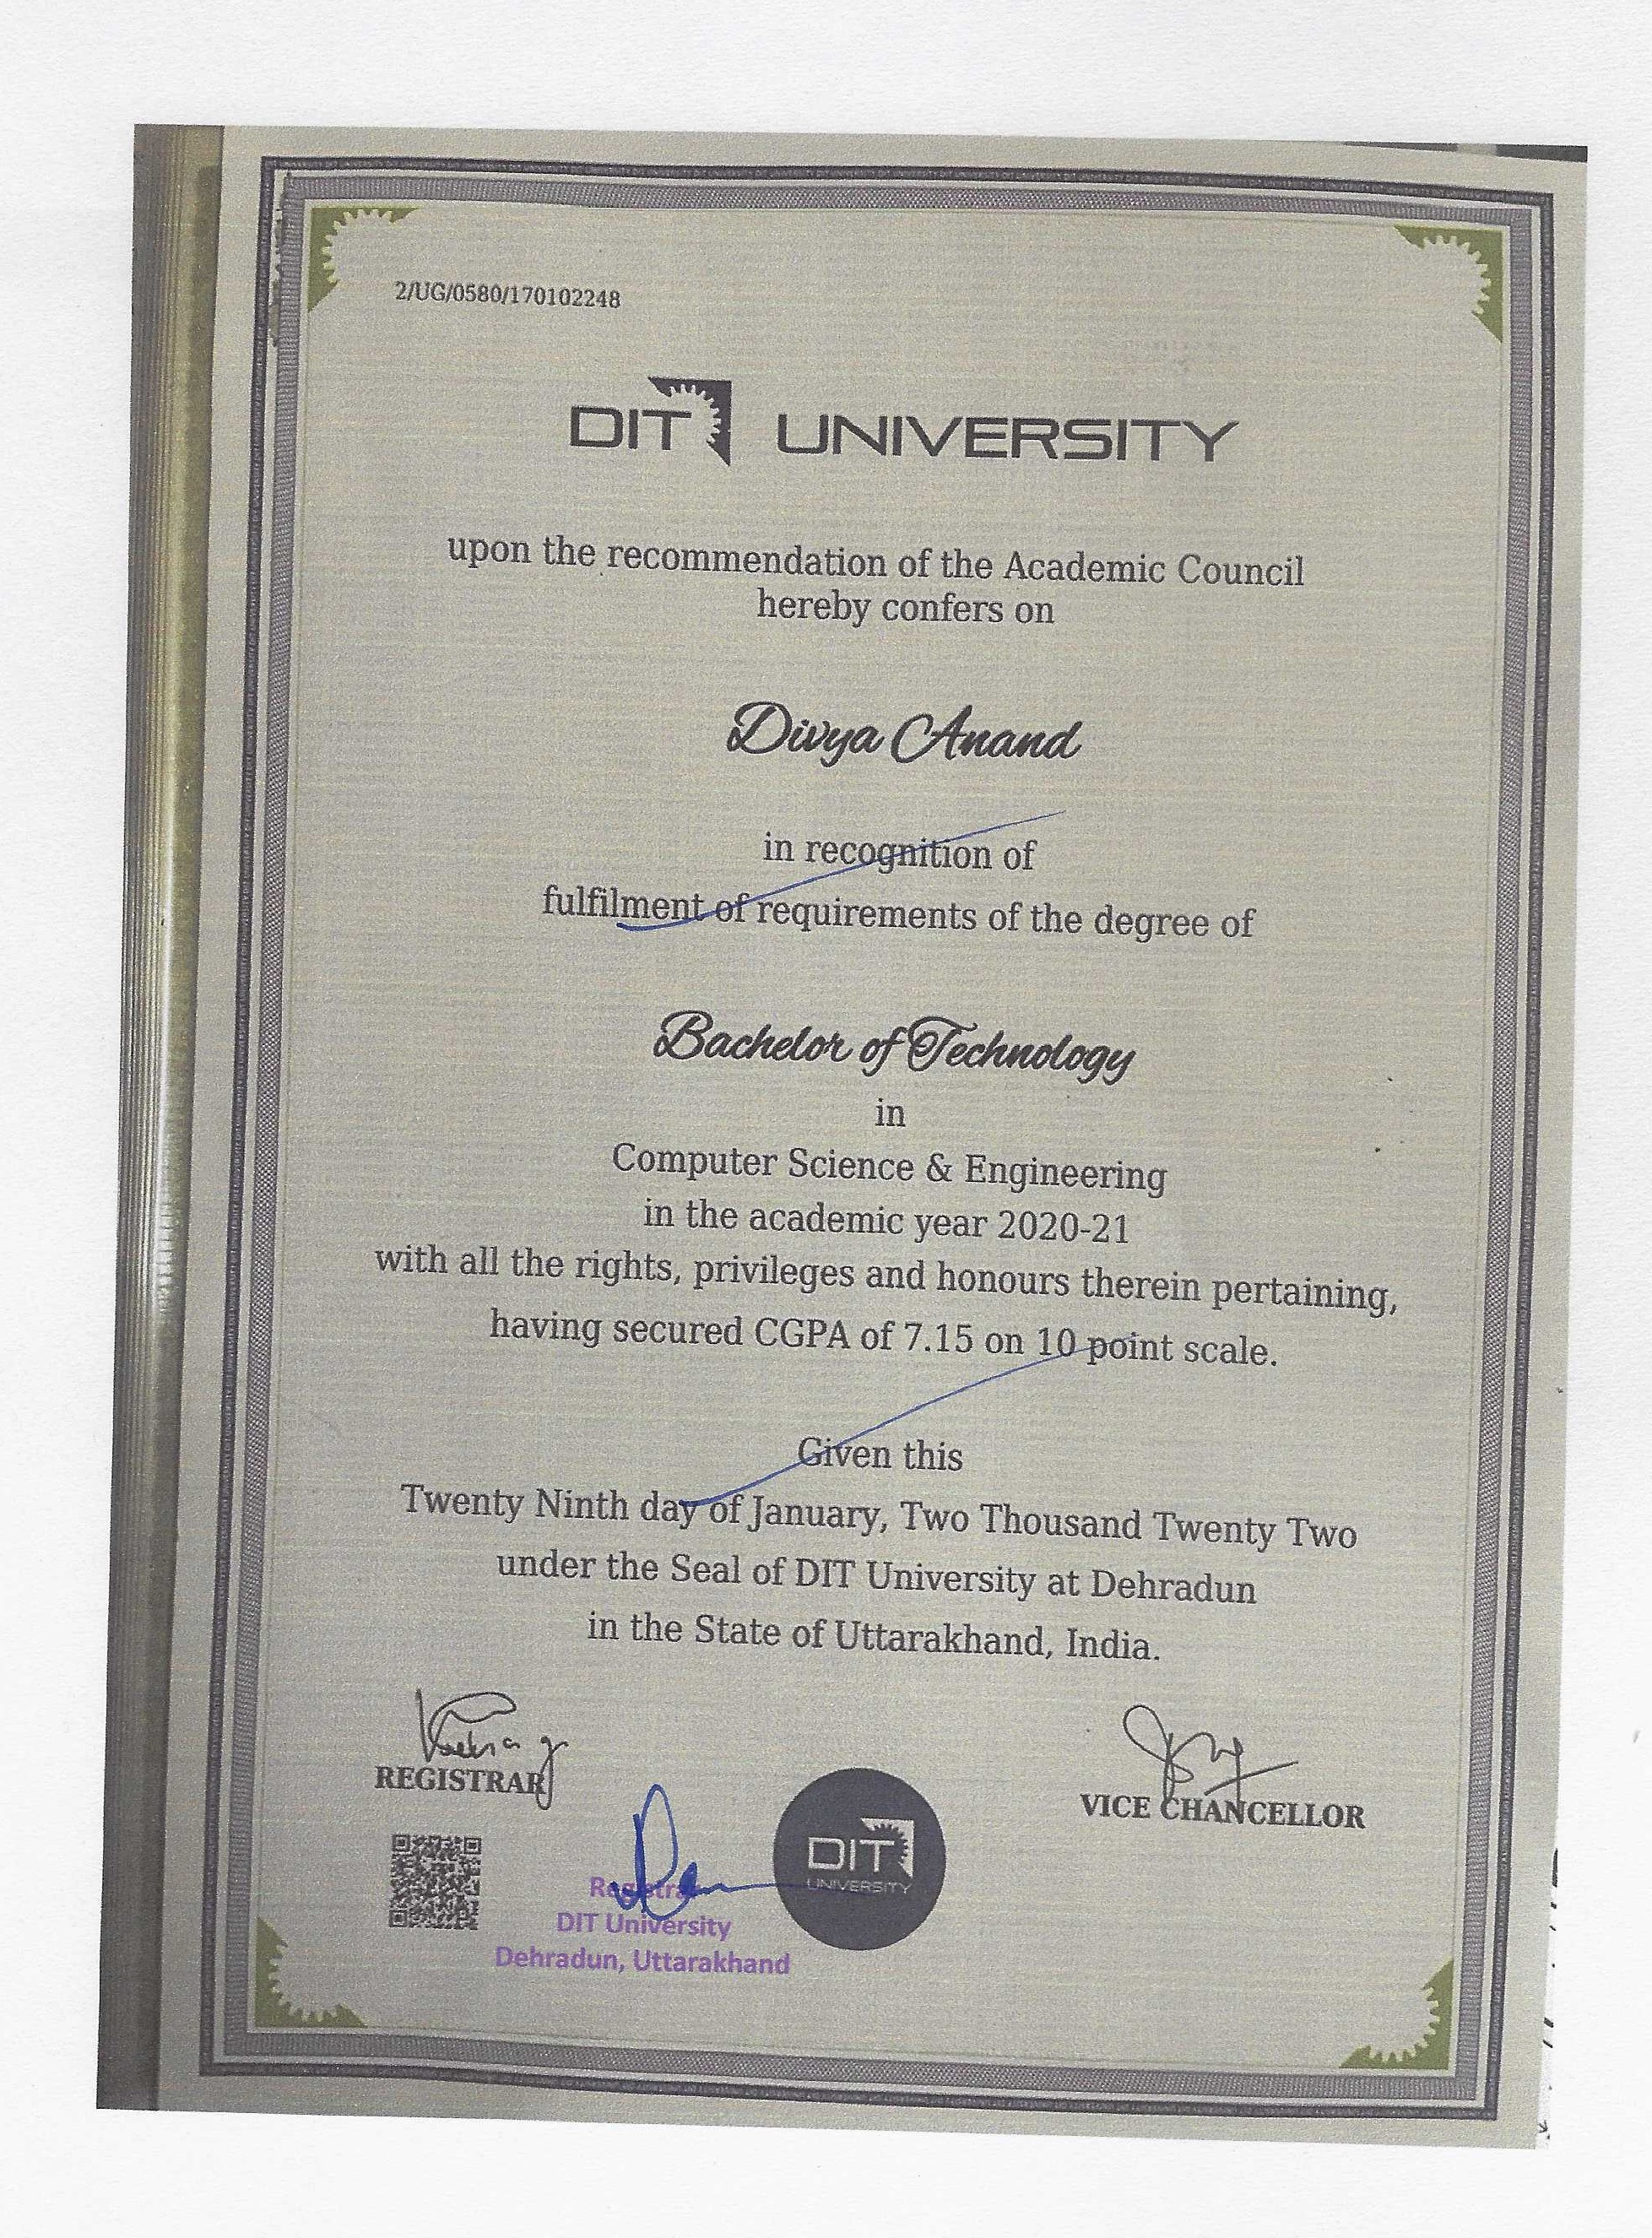 2/UG/0580/170102248
DIT UNIVERSITY
upon the recommendation of the Academic Council
hereby confers on
Divya Anand
in recognition of
fulfilment of requirements of the degree of
Bachelor of Technology
in
Computer Science & Engineering
in the academic year 2020-21
with all the rights, privileges and honours therein pertaining,
having secured CGPA of 7.15 on 10 point scale.
Given this
Twenty Ninth day of January, Two Thousand Twenty Two
under the Seal of DIT University at Dehradun
in the State of Uttarakhand, India.
REGISTRAR
VICE CHANCELLOR
DIT
UNIVERSITY
Registrar
DIT University
Dehradun, Uttarakhand